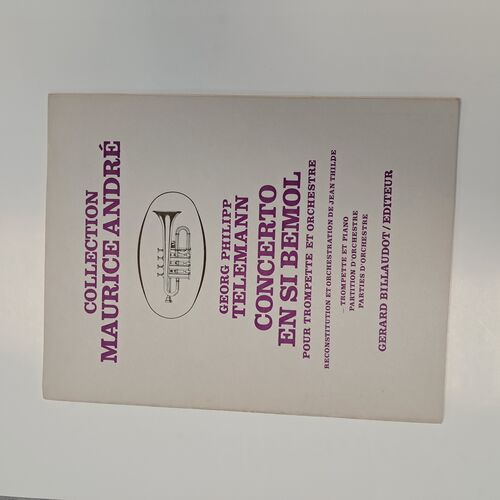 COLLECTION
MAURICE ANDRÉ
GEORG PHILIPP
TELEMANN
CONCERTO
EN SI BEMOL
POUR TROMPETTE ET ORCHESTRE
RECONSTITUTION ET ORCHESTRATION DE JEAN THILDE
– TROMPETTE ET PIANO
PARTITION D'ORCHESTRE
PARTIES D'ORCHESTRE
GERARD BILLAUDOT / EDITEUR